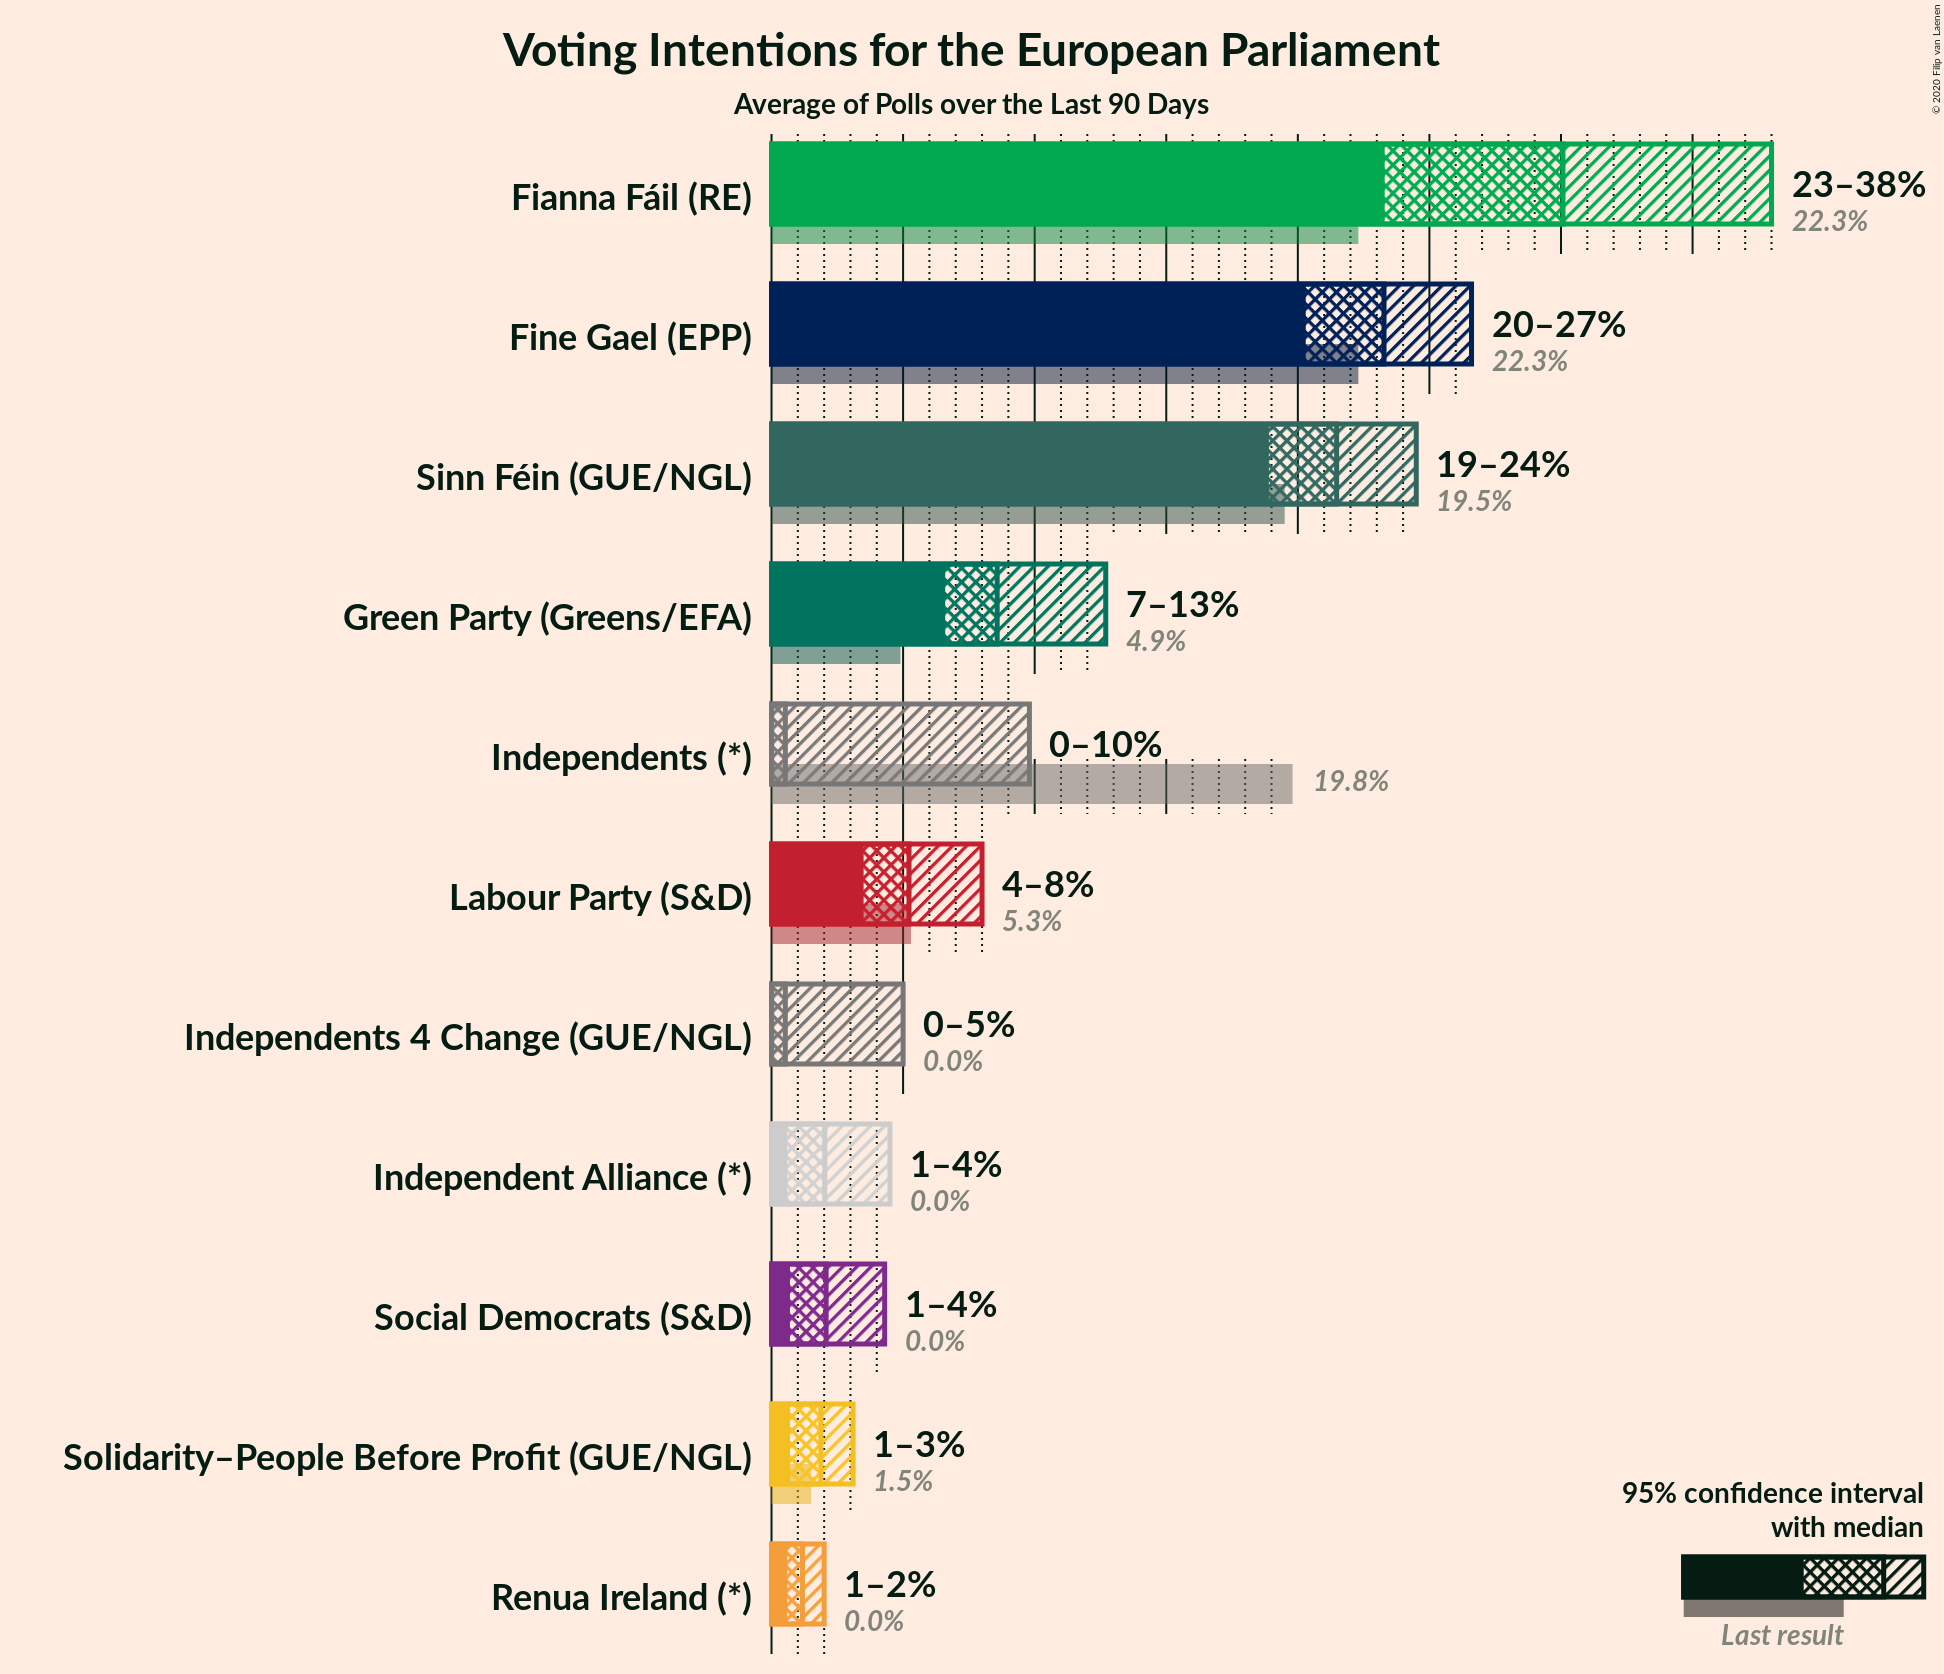 © 2020 Filip van Laenen
Voting Intentions for the European Parliament
Average of Polls over the Last 90 Days
Fianna Fáil (RE)
23–38%
22.3%
Fine Gael (EPP)
20–27%
22.3%
Sinn Féin (GUE/NGL)
19–24%
19.5%
Green Party (Greens/EFA)
7–13%
4.9%
Independents (*)
0–10%
19.8%
Labour Party (S&D)
4–8%
5.3%
Independents 4 Change (GUE/NGL)
0–5%
0.0%
Independent Alliance (*)
1–4%
0.0%
Social Democrats (S&D)
1–4%
0.0%
Solidarity–People Before Profit (GUE/NGL)
1–3%
1.5%
Renua Ireland (*)
1–2%
0.0%
95% confidence interval
with median
Last result